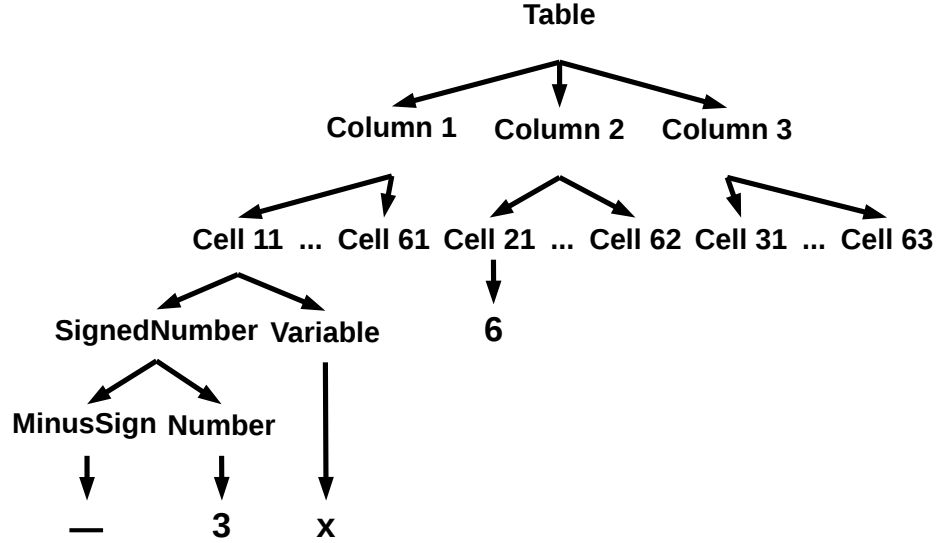 Table
Column 1 Column 2 Column 3
Cell 11 ... Cell 61 Cell 21 ... Cell 62 Cell 31 ... Cell 63
SignedNumber Variable 6
MinusSign Number
— 3 x